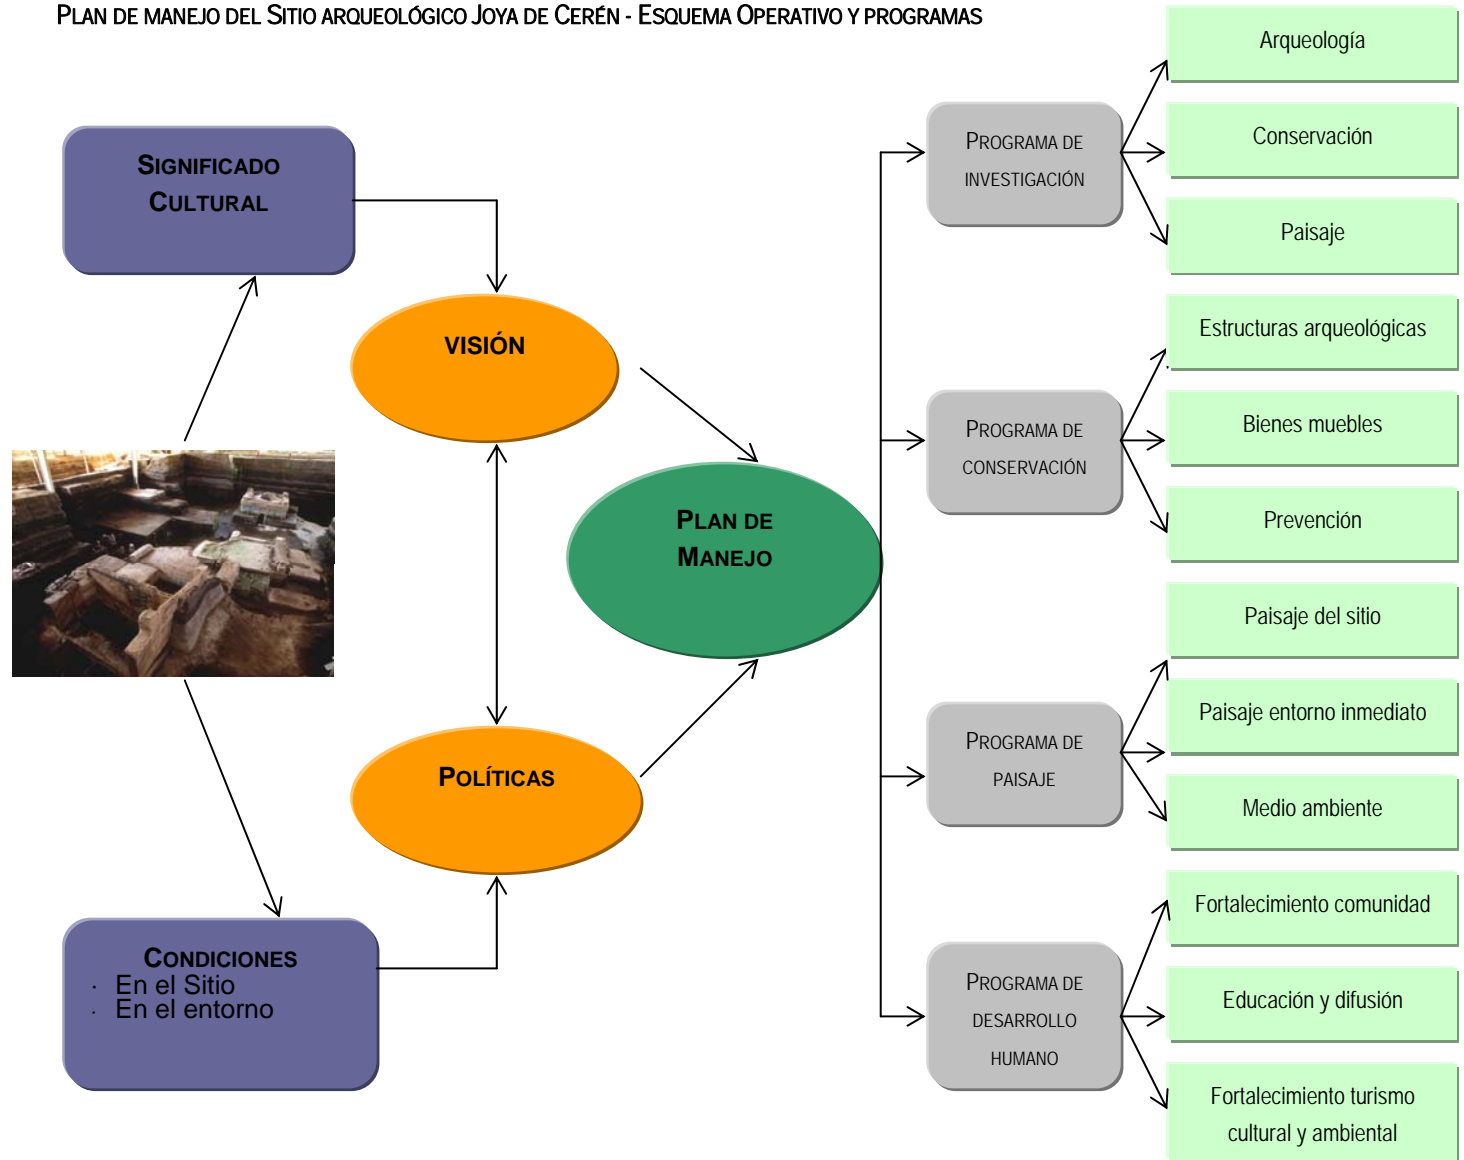 PLAN DE MANEJO DEL SITIO ARQUEOLÓGICO JOYA DE CERÉN - ESQUEMA OPERATIVO Y PROGRAMAS
SIGNIFICADO
CULTURAL
VISIÓN
POLÍTICAS
CONDICIONES
· En el Sitio
· En el entorno
PLAN DE
MANEJO
PROGRAMA DE
INVESTIGACIÓN
Arqueología
Conservación
Paisaje
PROGRAMA DE
CONSERVACIÓN
Estructuras arqueológicas
Bienes muebles
Prevención
PROGRAMA DE
PAISAJE
Paisaje del sitio
Paisaje entorno inmediato
Medio ambiente
PROGRAMA DE
DESARROLLO
HUMANO
Fortalecimiento comunidad
Educación y difusión
Fortalecimiento turismo
cultural y ambiental